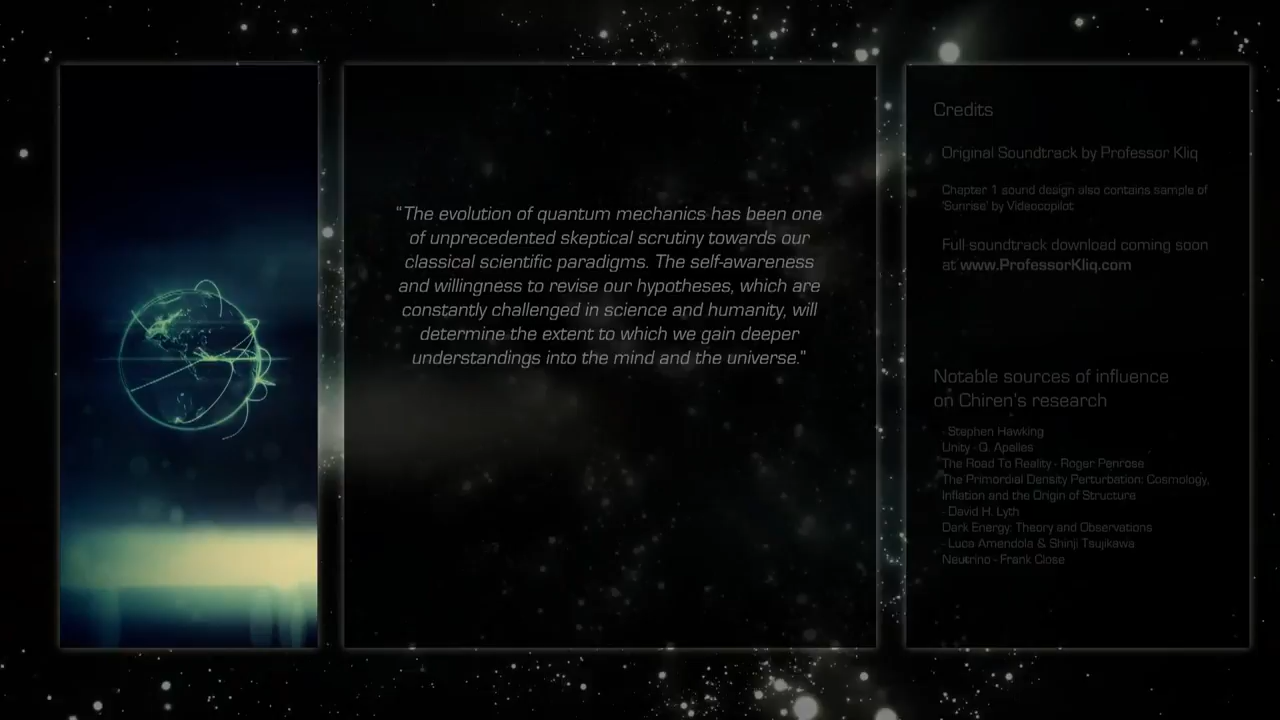 "The evolution of quantum mechanics has been one
of unprecedented skeptical scrutiny towards our
classical scientific paradigms. The self-awareness
and willingness to revise our hypotheses, which are
constantly challenged in science and humanity, will
determine the extent to which we gain deeper
understandings into the mind and the universe."
Credits
Original Soundtrack by Professor Kliq
Chapter 1 sound design also contains sample of
'Sunrise' by Videocopilot
Full soundtrack download coming soon
at www.ProfessorKliq.com
Notable sources of influence
on Chiren's research
- Stephen Hawking
Unity - Q. Apelles
The Road To Reality - Roger Penrose
The Primordial Density Perturbation: Cosmology,
Inflation and the Origin of Structure
- David H. Lyth
Dark Energy: Theory and Observations
- Luca Amendola & Shinji Tsujikawa
Neutrino - Frank Close